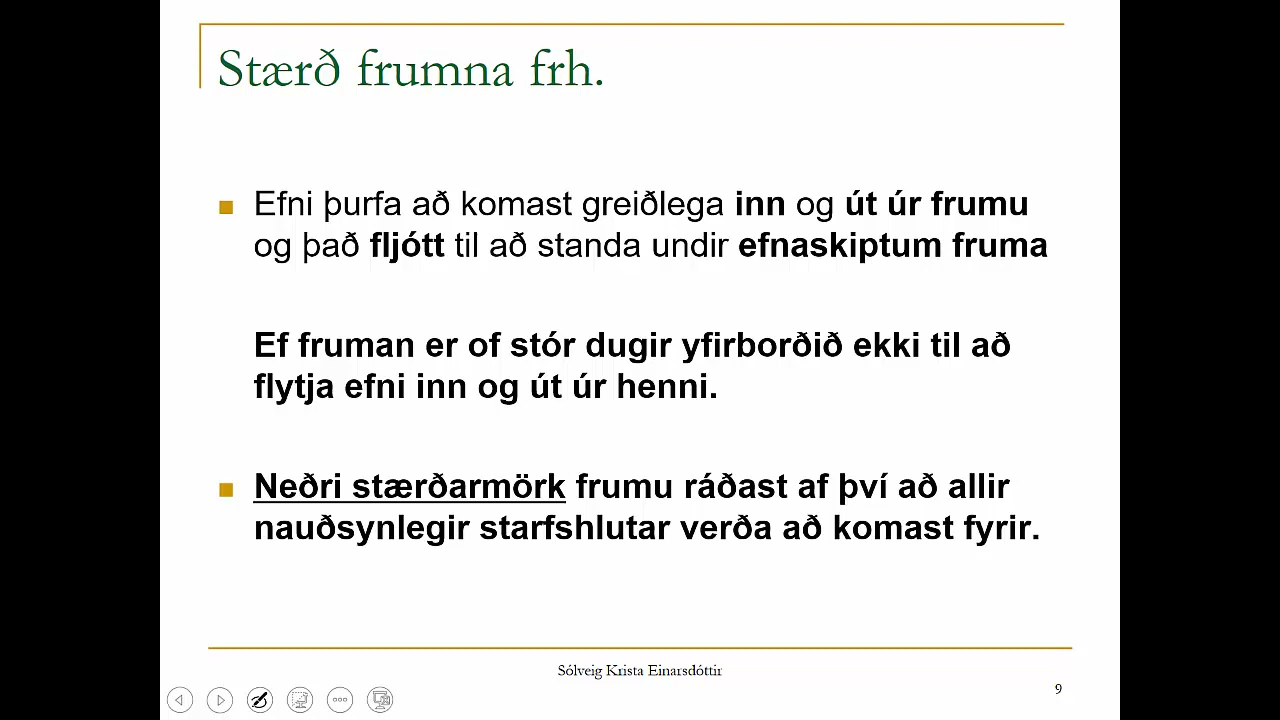 Stærð frumna frh.
Efni þurfa að komast greiðlega inn og út úr frumu
og það fljótt til að standa undir efnaskiptum fruma
Ef fruman er of stór dugir yfirborðið ekki til að
flytja efni inn og út úr henni.
Neðri stærðarmörk frumu ráðast af því að allir
nauðsynlegir starfshlutar verða að komast fyrir.
Sólveig Krista Einarsdóttir
9